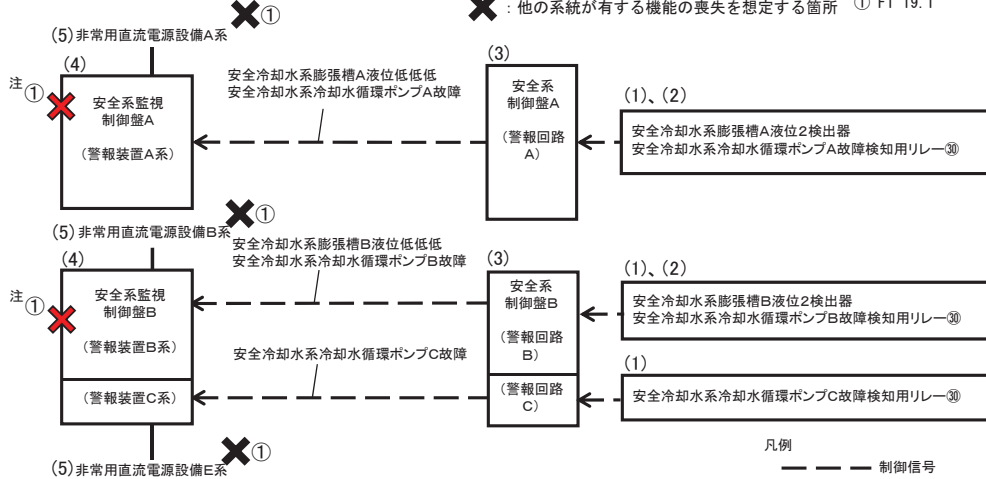 ✖①
✖：他の系統が有する機能の喪失を想定する箇所 ① FT 19.1
(5)非常用直流電源設備A系
(4)
注①
安全系監視
制御盤A
(警報装置A系)
安全冷却水系膨張槽A液位低低低
安全冷却水系冷却水循環ポンプA故障
(3)
安全系
制御盤A
(警報回路
A)
(1)、(2)
安全冷却水系膨張槽A液位2検出器
安全冷却水系冷却水循環ポンプA故障検知用リレー㉚
✖①
(5)非常用直流電源設備B系
(4)
注①
安全系監視
制御盤B
(警報装置B系)
(警報装置C系)
安全冷却水系膨張槽B液位低低低
安全冷却水系冷却水循環ポンプB故障
安全冷却水系冷却水循環ポンプC故障
(3)
安全系
制御盤B
(警報回路
B)
(警報回路
C)
(1)、(2)
安全冷却水系膨張槽B液位2検出器
安全冷却水系冷却水循環ポンプB故障検知用リレー㉚
(1)
安全冷却水系冷却水循環ポンプC故障検知用リレー㉚
✖①
(5)非常用直流電源設備E系
凡例
制御信号